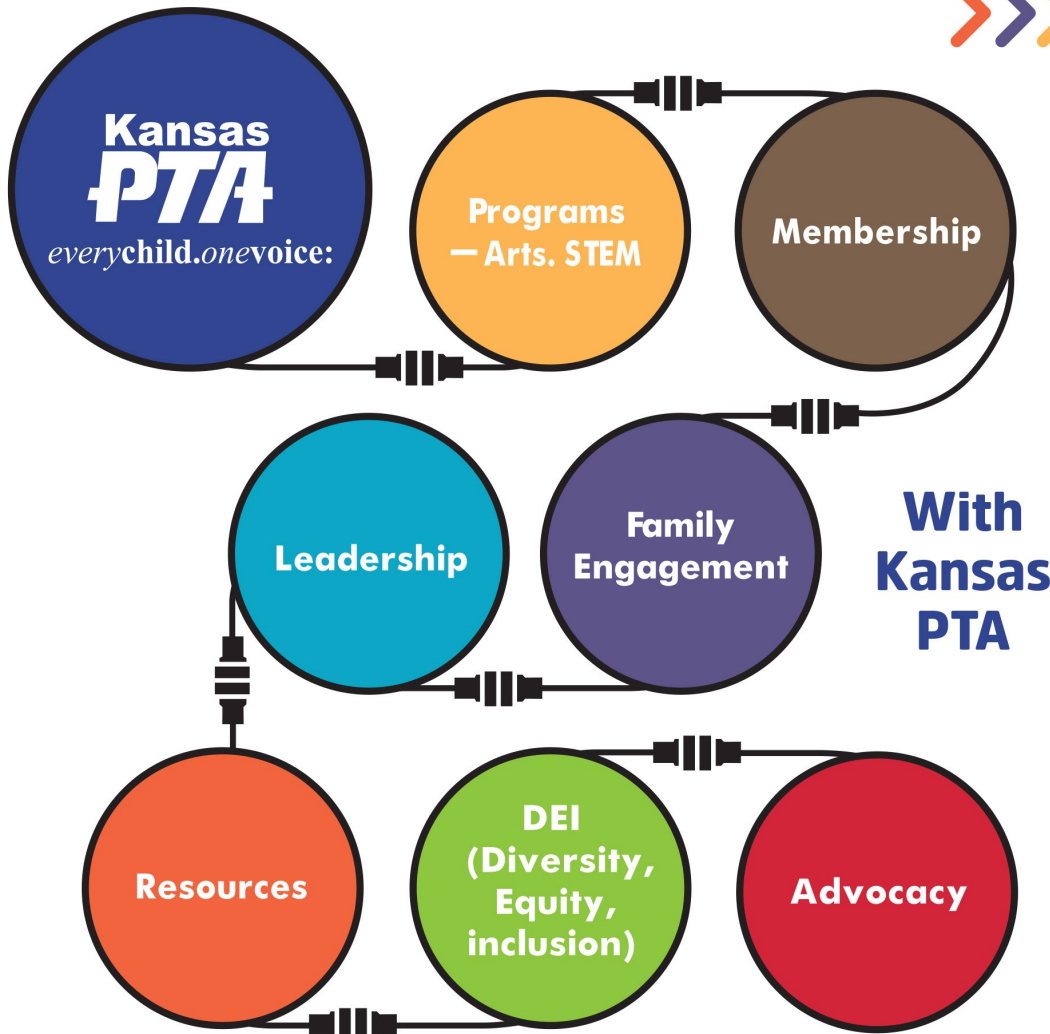 Kansas
PTA
everychild.onevoice:
Programs
– Arts. STEM
Membership
Leadership
Family
Engagement
With
Kansas
PTA
Resources
DEI
(Diversity,
Equity,
inclusion)
Advocacy